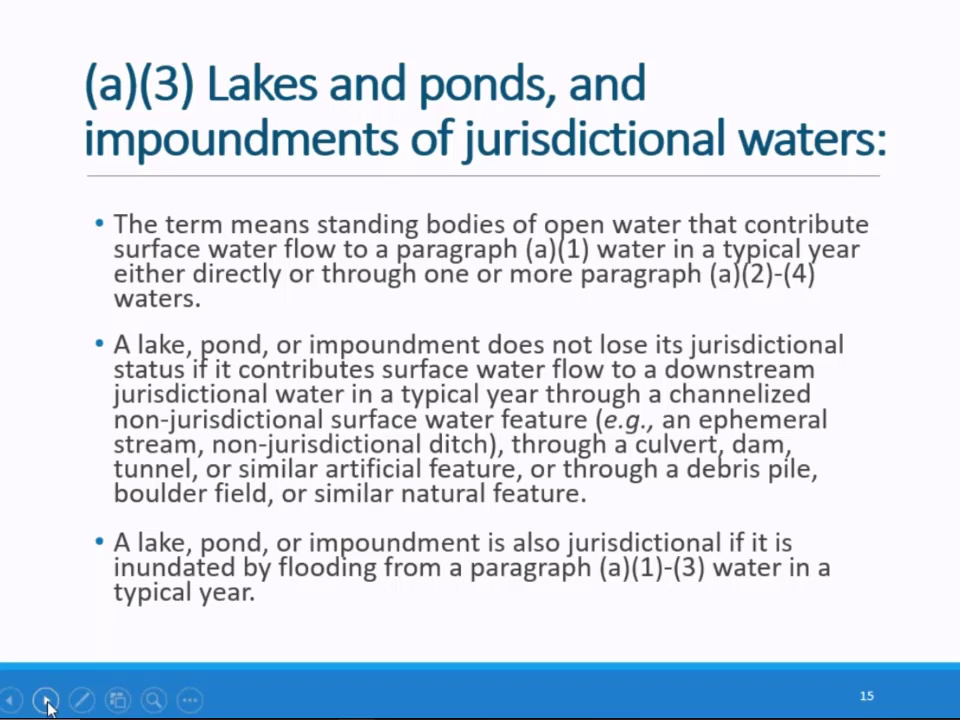 (a)(3) Lakes and ponds, and
impoundments of jurisdictional waters:
• The term means standing bodies of open water that contribute
surface water flow to a paragraph (a)(1) water in a typical year
either directly or through one or more paragraph (a)(2)-(4)
waters.
• A lake, pond, or impoundment does not lose its jurisdictional
status if it contributes surface water flow to a downstream
jurisdictional water in a typical year through a channelized
non-jurisdictional surface water feature (e.g., an ephemeral
stream, non-jurisdictional ditch), through a culvert, dam,
tunnel, or similar artificial feature, or through a debris pile,
boulder field, or similar natural feature.
• A lake, pond, or impoundment is also jurisdictional if it is
inundated by flooding from a paragraph (a)(1)-(3) water in a
typical year.
15